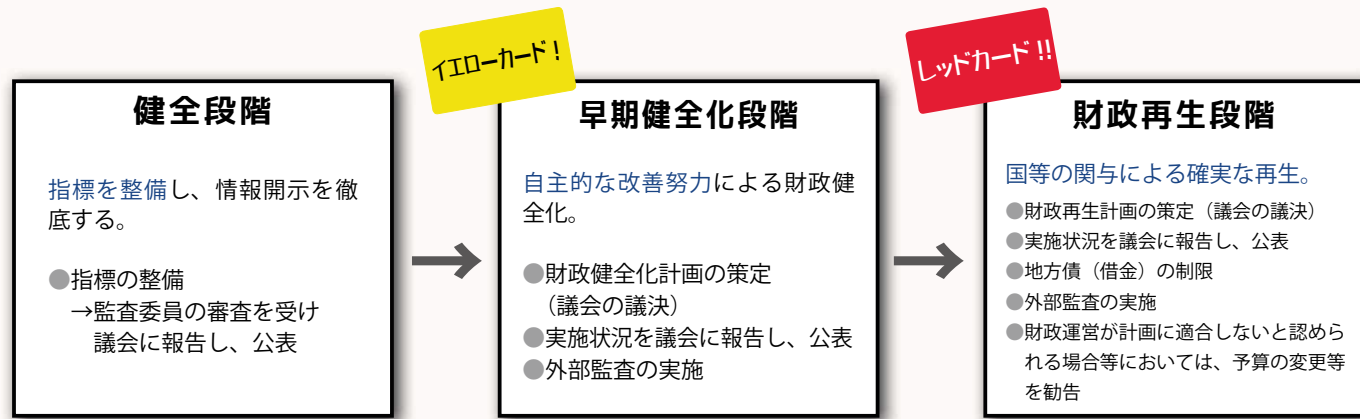 健全段階
指標を整備し、情報開示を徹
底する。
●指標の整備
→監査委員の審査を受け
議会に報告し、公表
→
イエローカード!
早期健全化段階
自主的な改善努力による財政健
全化。
●財政健全化計画の策定
(議会の議決)
●実施状況を議会に報告し、公表
●外部監査の実施
→
レッドカード!!
財政再生段階
国等の関与による確実な再生。
●財政再生計画の策定(議会の議決)
●実施状況を議会に報告し、公表
●地方債(借金)の制限
●外部監査の実施
●財政運営が計画に適合しないと認めら
れる場合等においては、予算の変更等
を勧告